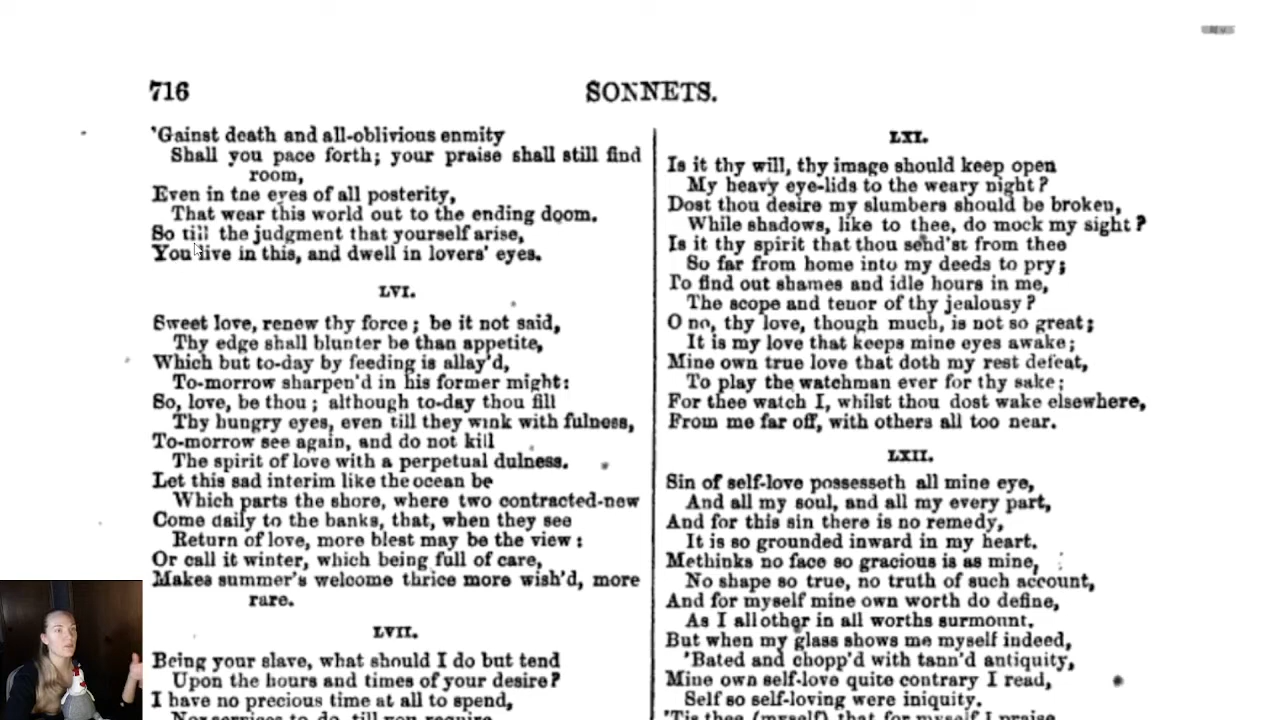 716
SONNETS.
'Gainst death and all-oblivious enmity
Shall you pace forth; your praise shall still find
room,
Even in tne eyes of all posterity,
That wear this world out to the ending doom.
So till the judgment that yourself arise,
You live in this, and dwell in lovers' eyes.
LVI.
Sweet love, renew thy force; be it not said,
Thy edge shall blunter be than appetite,
Which but to-day by feeding is allay'd,
To-morrow sharpen'd in his former might:
So, love, be thou; although to-day thou fill
Thy hungry eyes, even till they wink with fulness,
To-morrow see again, and do not kill
The spirit of love with a perpetual dulness.
Let this sad interim like the ocean be
Which parts the shore, where two contracted-new
Come daily to the banks, that, when they see
Return of love, more blest may be the view:
Or call it winter, which being full of care,
Makes summer's welcome thrice more wish'd, more
rare.
LVII.
Being your slave, what should I do but tend
Upon the hours and times of your desire?
I have no precious time at all to spend,
Nor services to do, till you require
LXI.
Is it thy will, thy image should keep open
My heavy eye-lids to the weary night?
Dost thou desire my slumbers should be broken,
While shadows, like to thee, do mock my sight?
Is it thy spirit that thou send'st from thee
So far from home into my deeds to pry;
To find out shames and idle hours in me,
The scope and tenor of thy jealousy?
O no, thy love, though much, is not so great;
It is my love that keeps mine eyes awake;
Mine own true love that doth my rest defeat,
To play the watchman ever for thy sake;
For thee watch I, whilst thou dost wake elsewhere,
From me far off, with others all too near.
LXII.
Sin of self-love possesseth all mine eye,
And all my soul, and all my every part,
And for this sin there is no remedy,
It is so grounded inward in my heart.
Methinks no face so gracious is as mine,
No shape so true, no truth of such account,
And for myself mine own worth do define,
As I all other in all worths surmount.
But when my glass shows me myself indeed,
'Bated and chopp'd with tann'd antiquity,
Mine own self-love quite contrary I read,
Self so self-loving were iniquity.
'Tis thee (myself) that for myself I praise